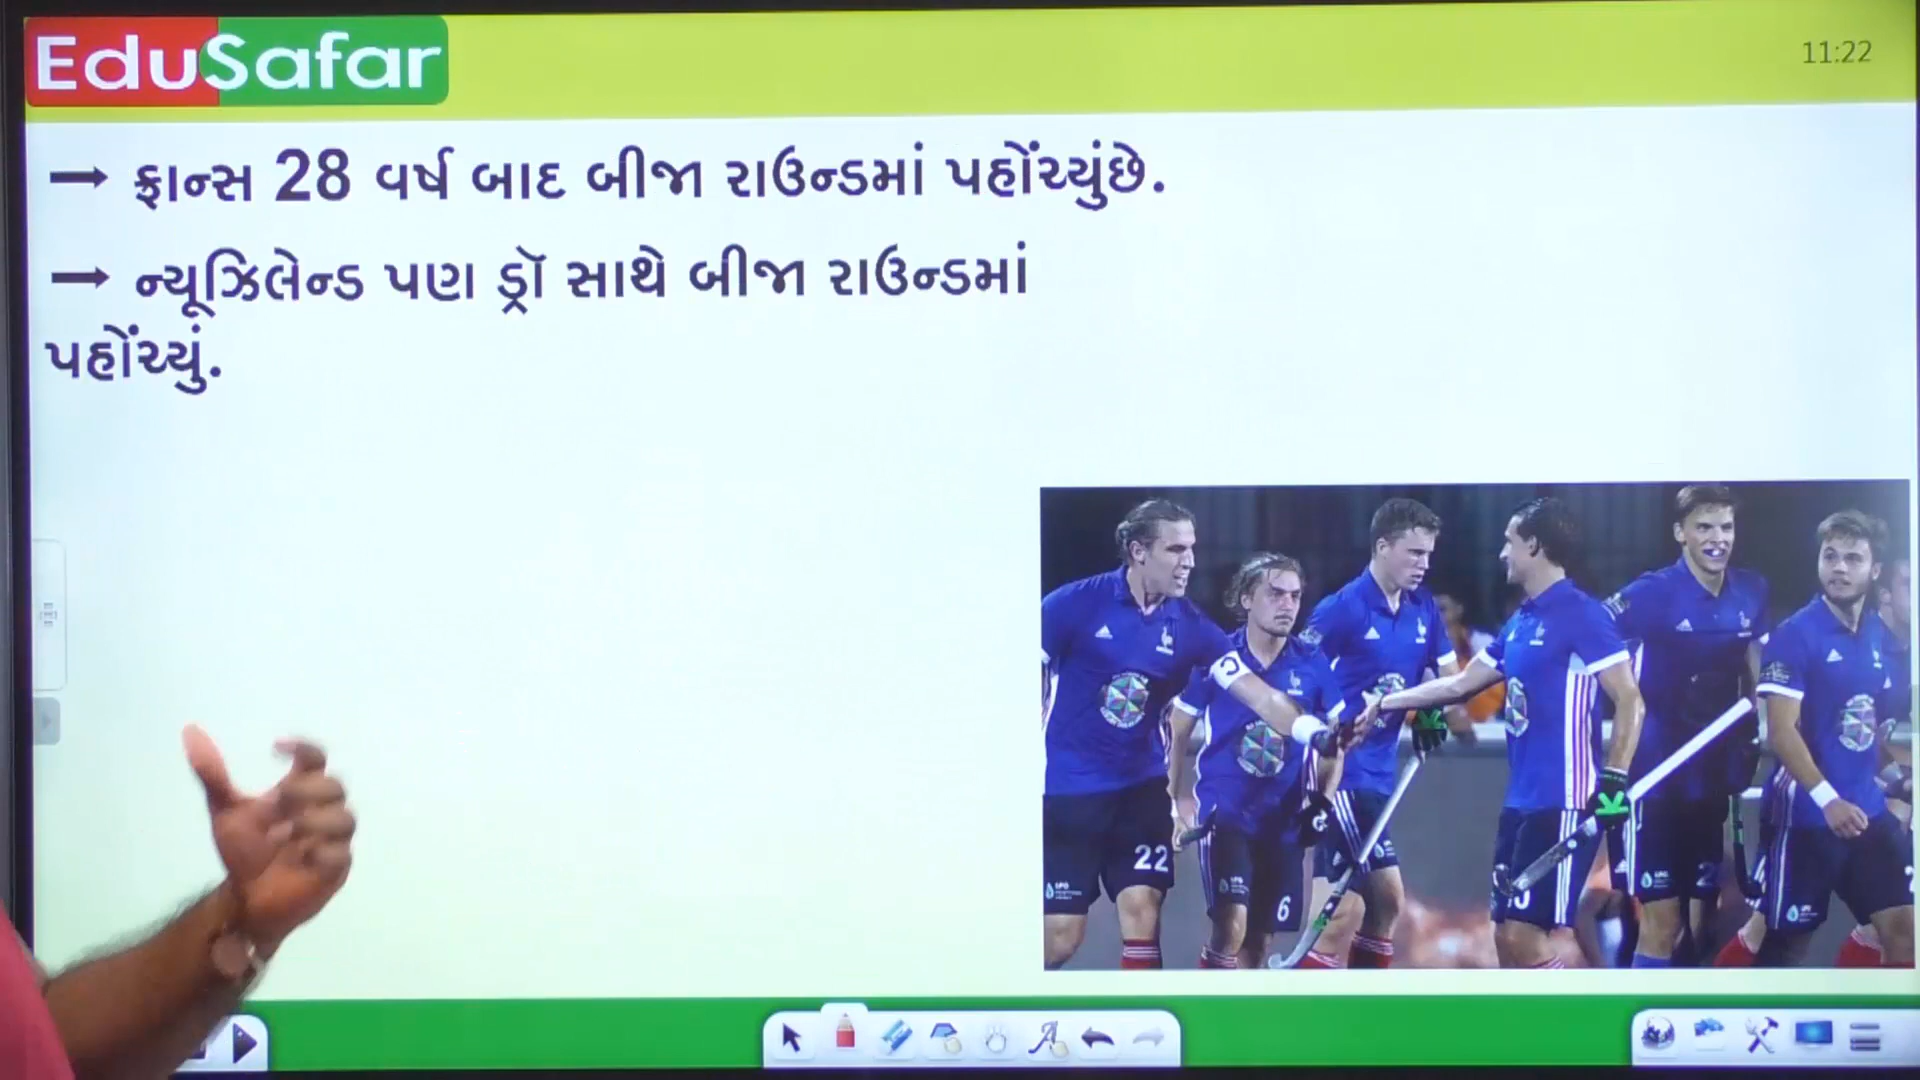 EduSafar
11:22
→ ફ્રાન્સ 28 વર્ષ બાદ બીજા રાઉન્ડમાં પહોંચ્યુંછે.
→ ન્યૂઝિલેન્ડ પણ ડ્રૉ સાથે બીજા રાઉન્ડમાં
પહોંચ્યું.
22
6